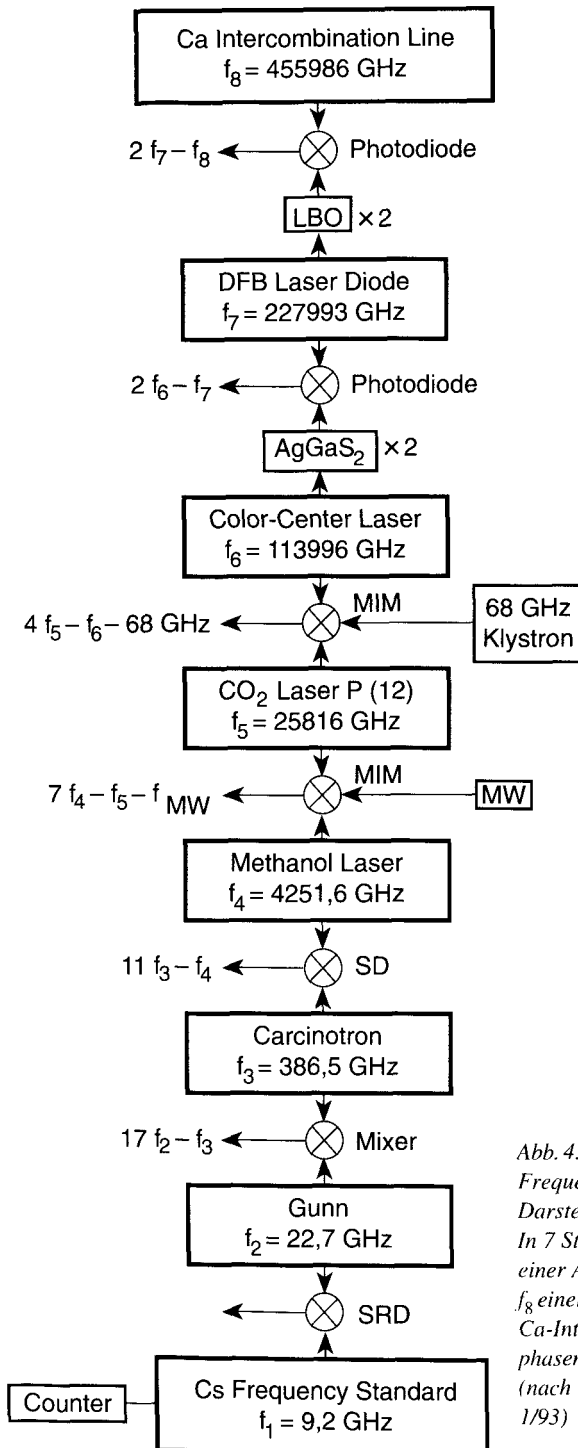 Ca Intercombination Line
f8 = 455986 GHz
2 f7 – f8
Photodiode
LBO ×2
DFB Laser Diode
f7 = 227993 GHz
2 f6 – f7
Photodiode
AgGaS2 ×2
Color-Center Laser
f6 = 113996 GHz
MIM
4 f5 – f6 – 68 GHz
68 GHz
Klystron
CO2 Laser P (12)
f5 = 25816 GHz
MIM
7 f4 – f5 – f MW
MW
Methanol Laser
f4 = 4251,6 GHz
11 f3 – f4
SD
Carcinotron
f3 = 386,5 GHz
17 f2 – f3
Mixer
Gunn
f2 = 22,7 GHz
SRD
Counter
Cs Frequency Standard
f1 = 9,2 GHz
Abb. 4.
Freque
Darste
In 7 St
einer A
f8 eine
Ca-Int
phasen
(nach
1/93)